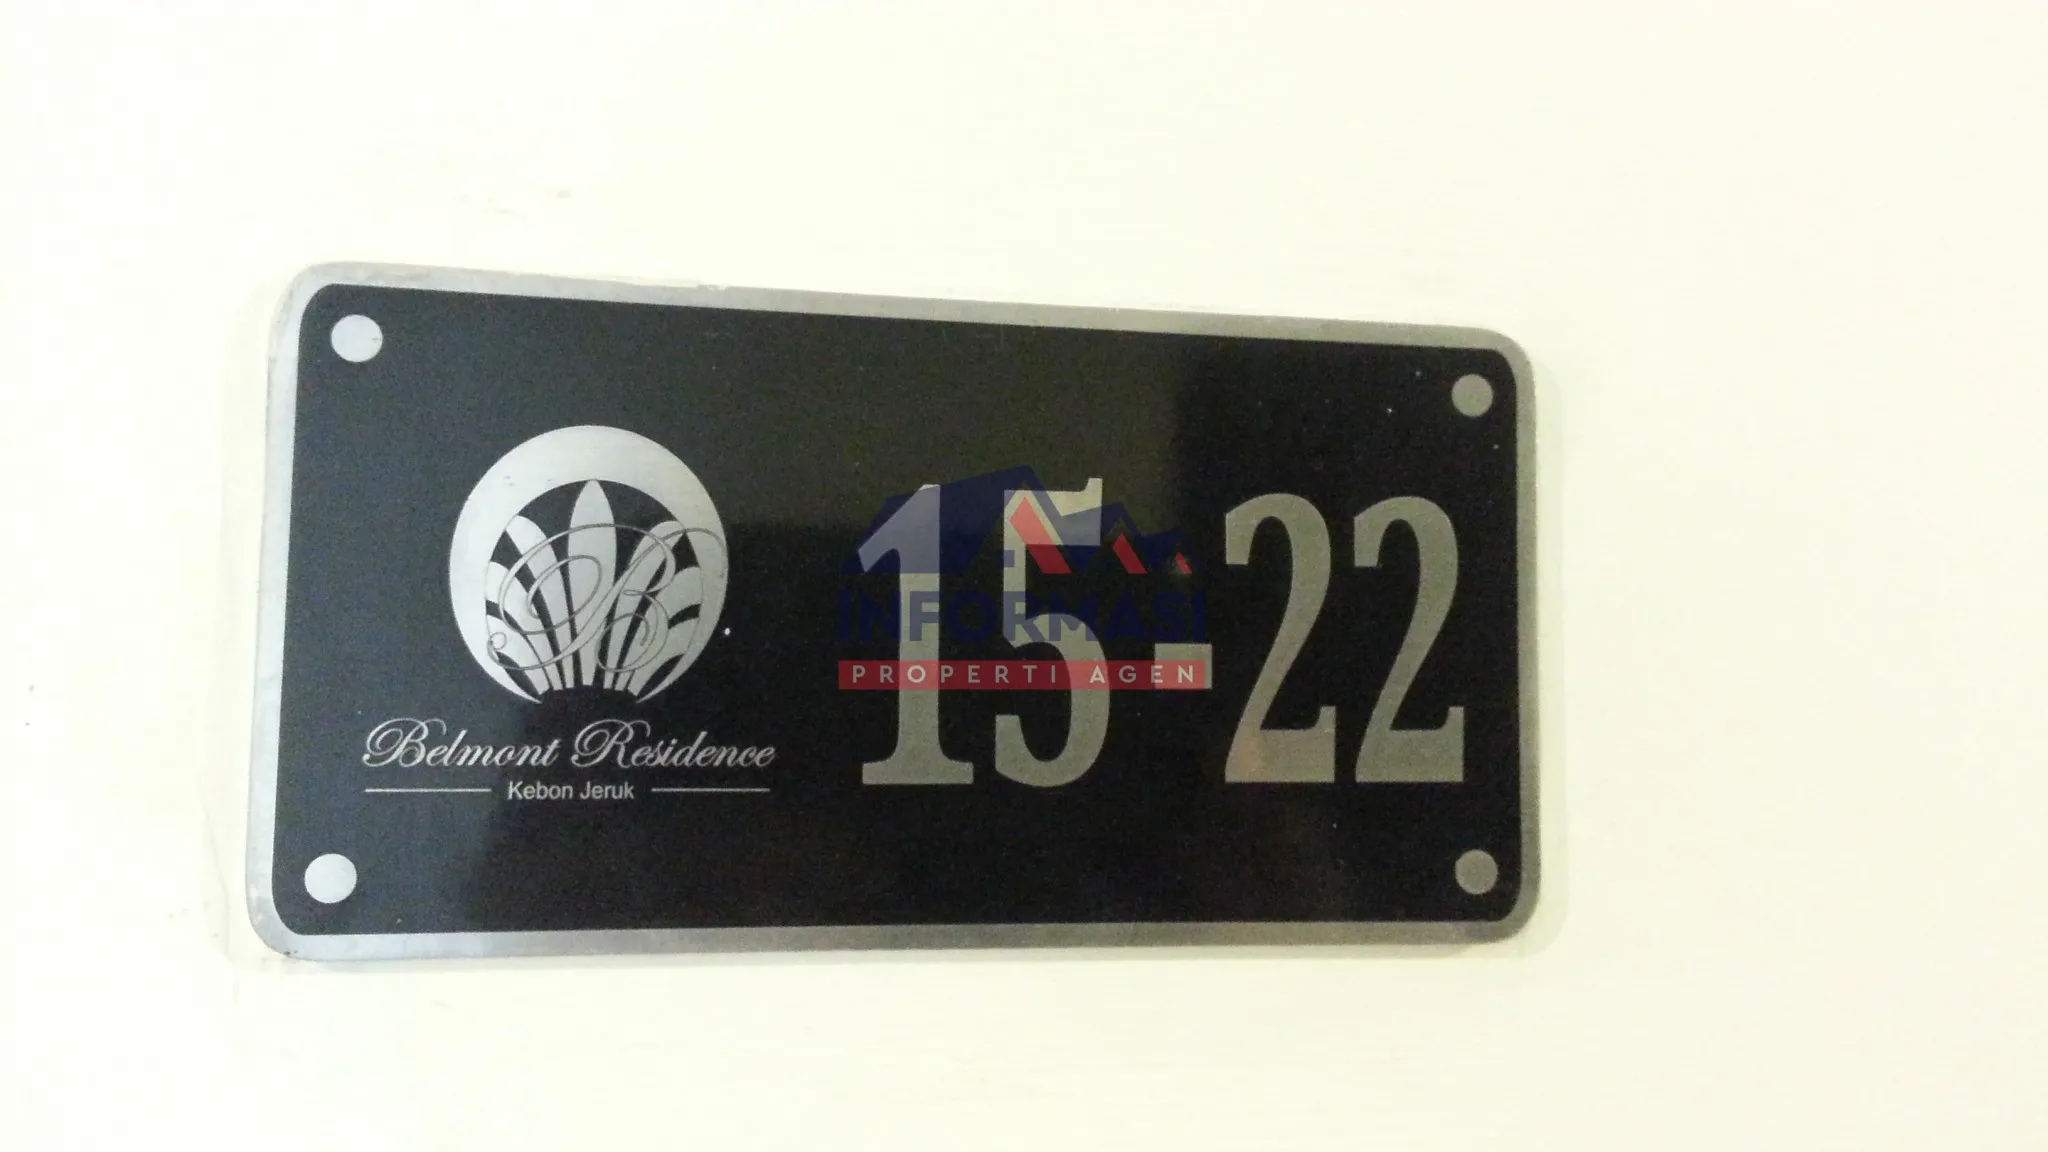 Belmont Residence
Kebon Jeruk
15-22
INFORMASI
PROPERTI AGEN